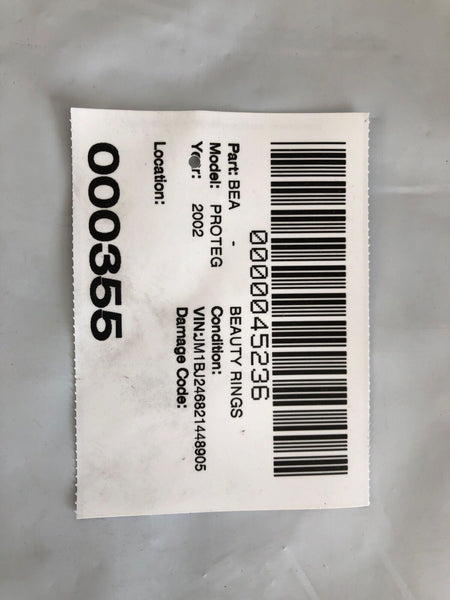 0000045236
Part: BEA - BEAUTY RINGS
Model: PROTEG Condition:
Year: 2002 VIN:JM1BJ246821448905
Damage Code:
Location:
000355